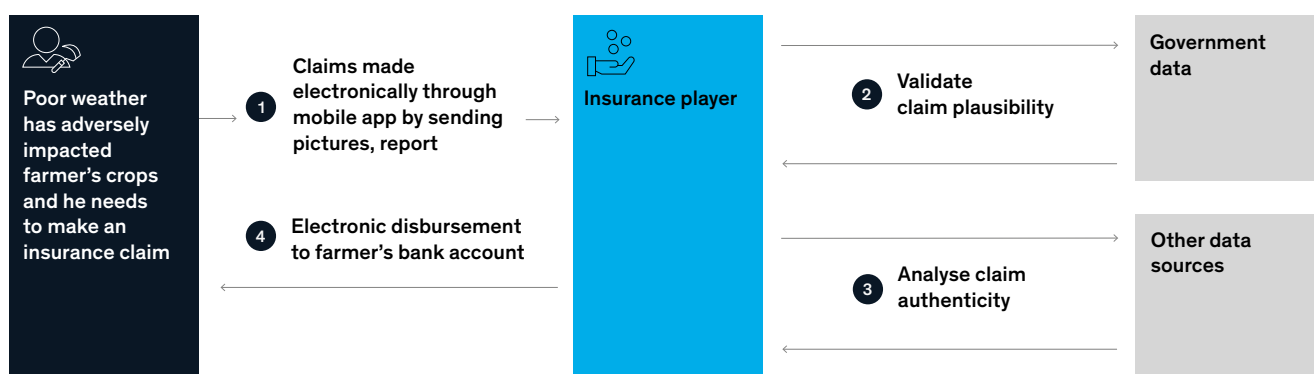 Poor weather
has adversely
impacted
farmer’s crops
and he needs
to make an
insurance claim
1
Claims made
electronically through
mobile app by sending
pictures, report
4
Electronic disbursement
to farmer’s bank account
Insurance player
2
Validate
claim plausibility
3
Analyse claim
authenticity
Government
data
Other data
sources